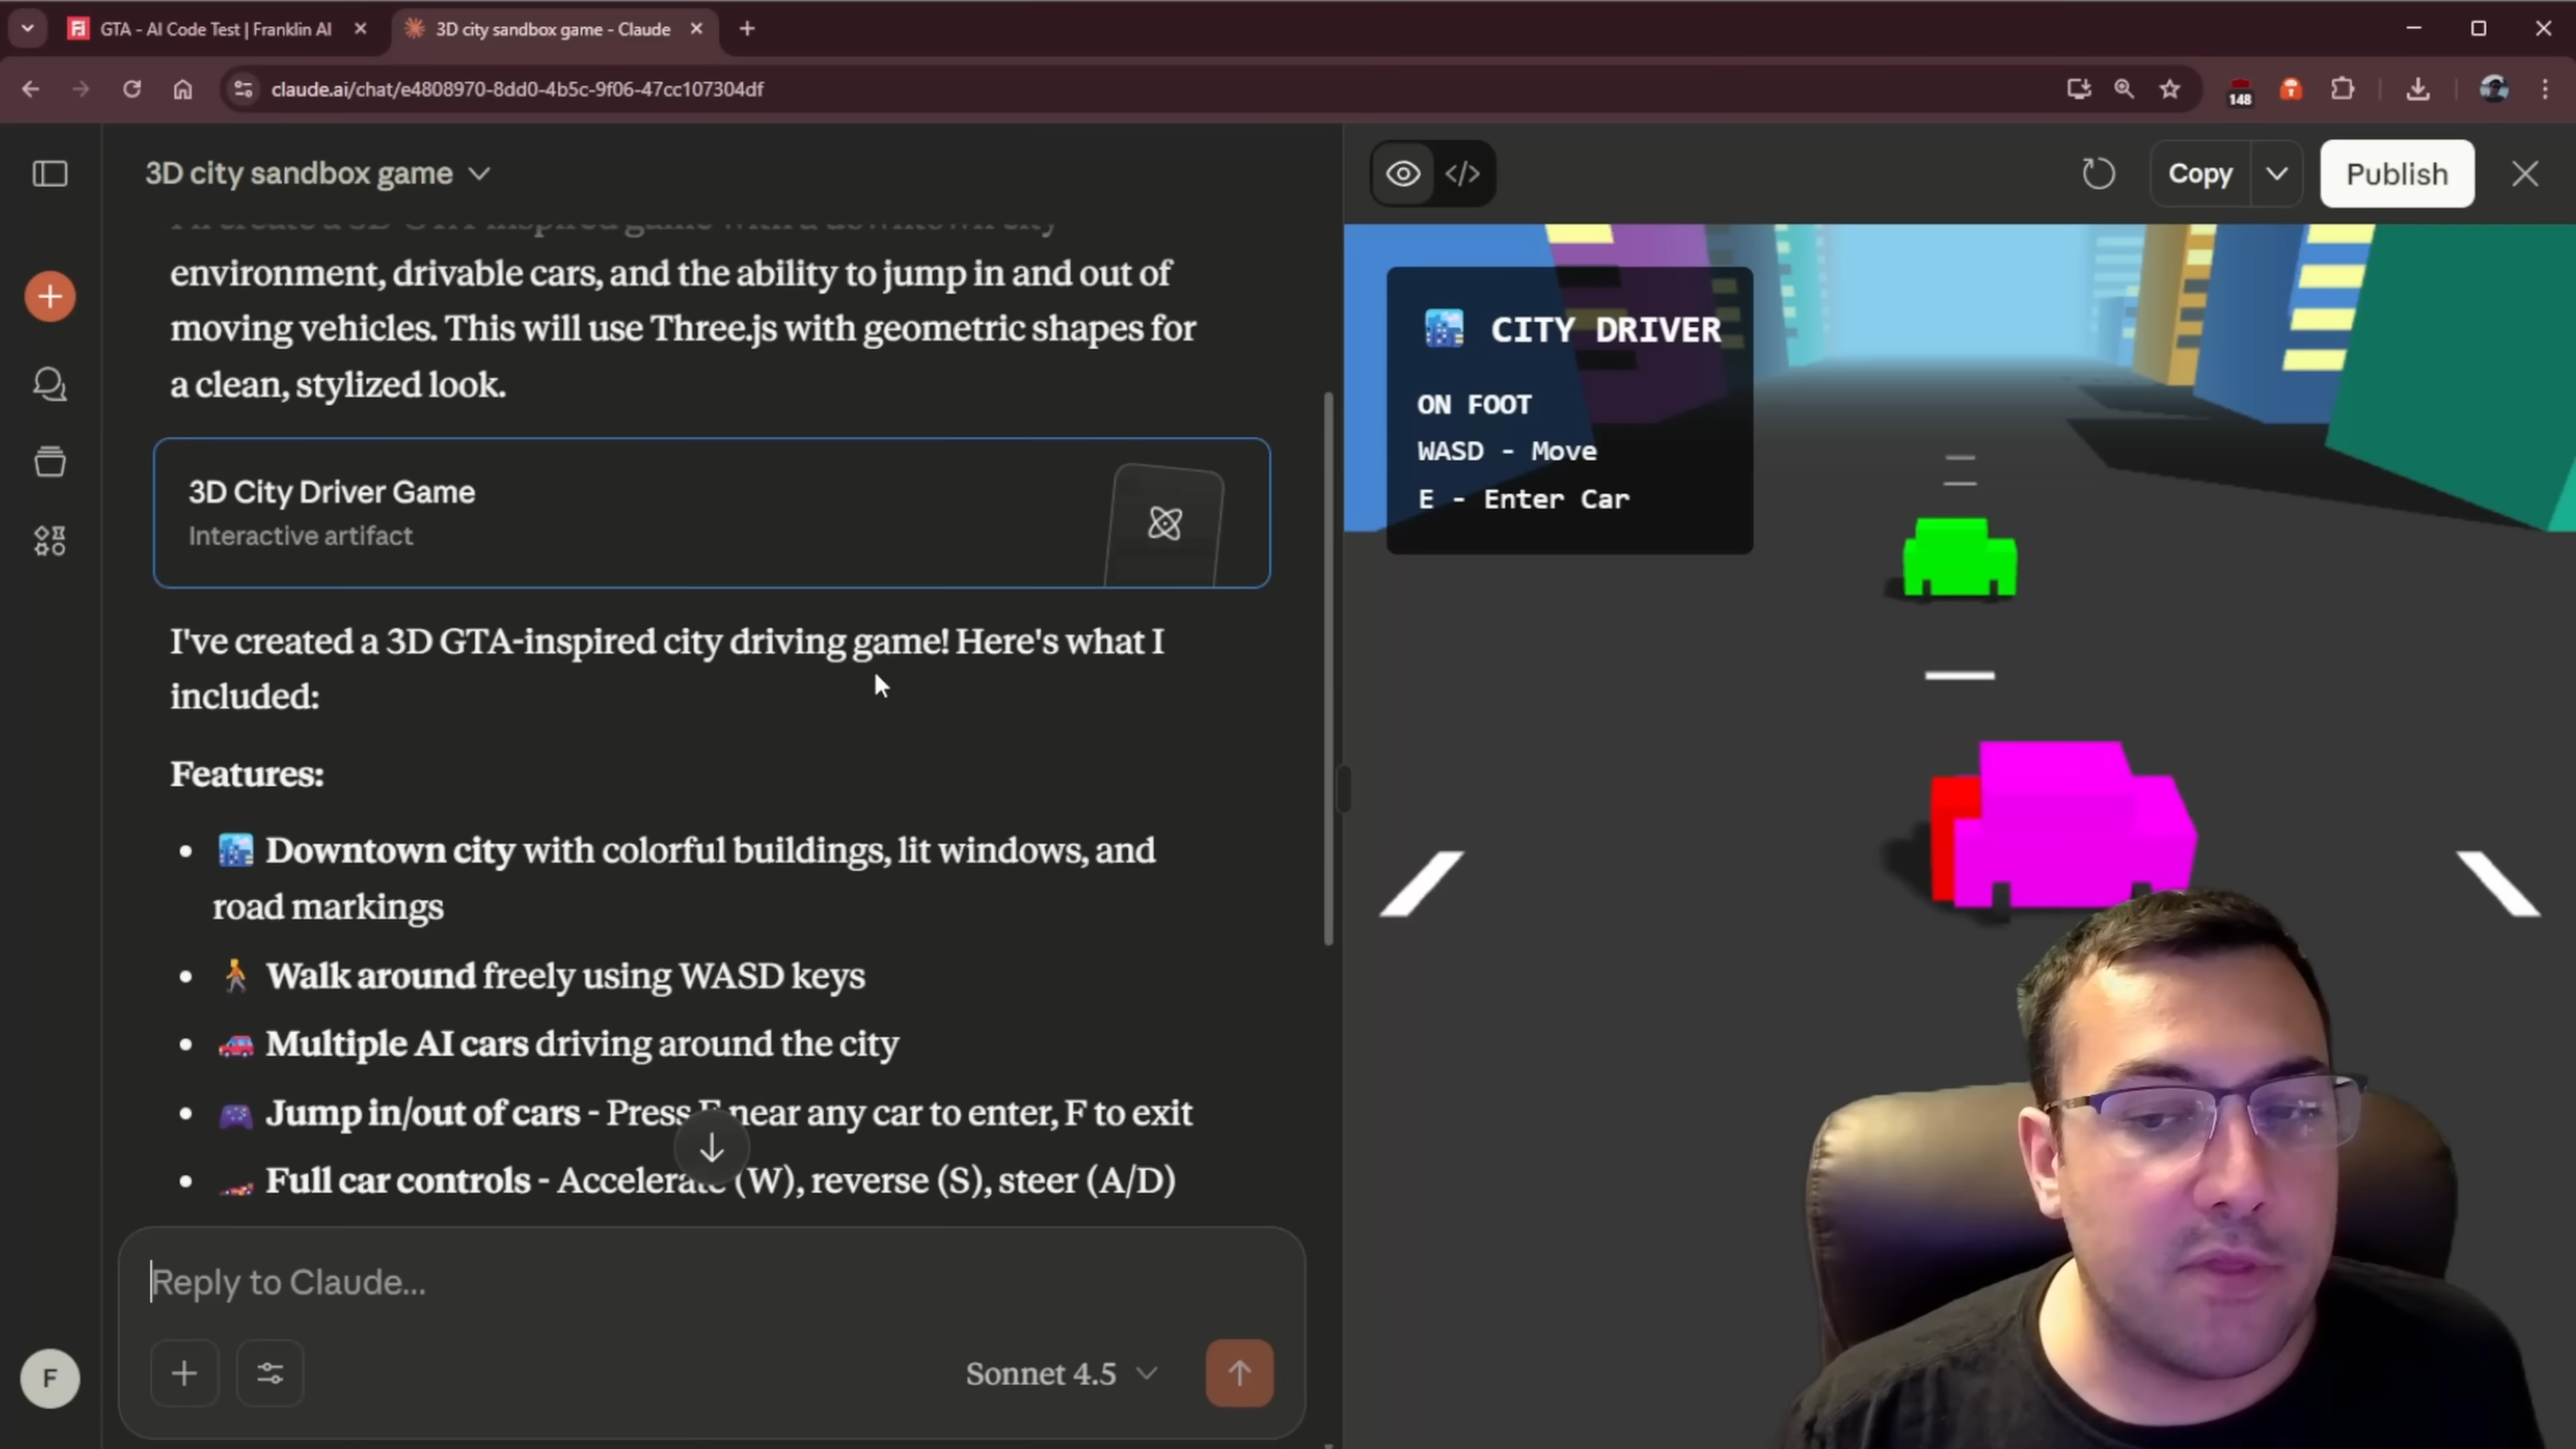 GTA - AI Code Test | Franklin AI
3D city sandbox game - Claude
claude.ai/chat/e4808970-8dd0-4b5c-9f06-47cc107304df
148
3D city sandbox game
Copy
Publish
environment, drivable cars, and the ability to jump in and out of
moving vehicles. This will use Three.js with geometric shapes for
a clean, stylized look.
3D City Driver Game
Interactive artifact
I've created a 3D GTA-inspired city driving game! Here's what I
included:
Features:
Downtown city with colorful buildings, lit windows, and
road markings
Walk around freely using WASD keys
Multiple AI cars driving around the city
Jump in/out of cars - Press near any car to enter, F to exit
Full car controls - Accelerate (W), reverse (S), steer (A/D)
Reply to Claude...
Sonnet 4.5
F
CITY DRIVER
ON FOOT
WASD - Move
E - Enter Car